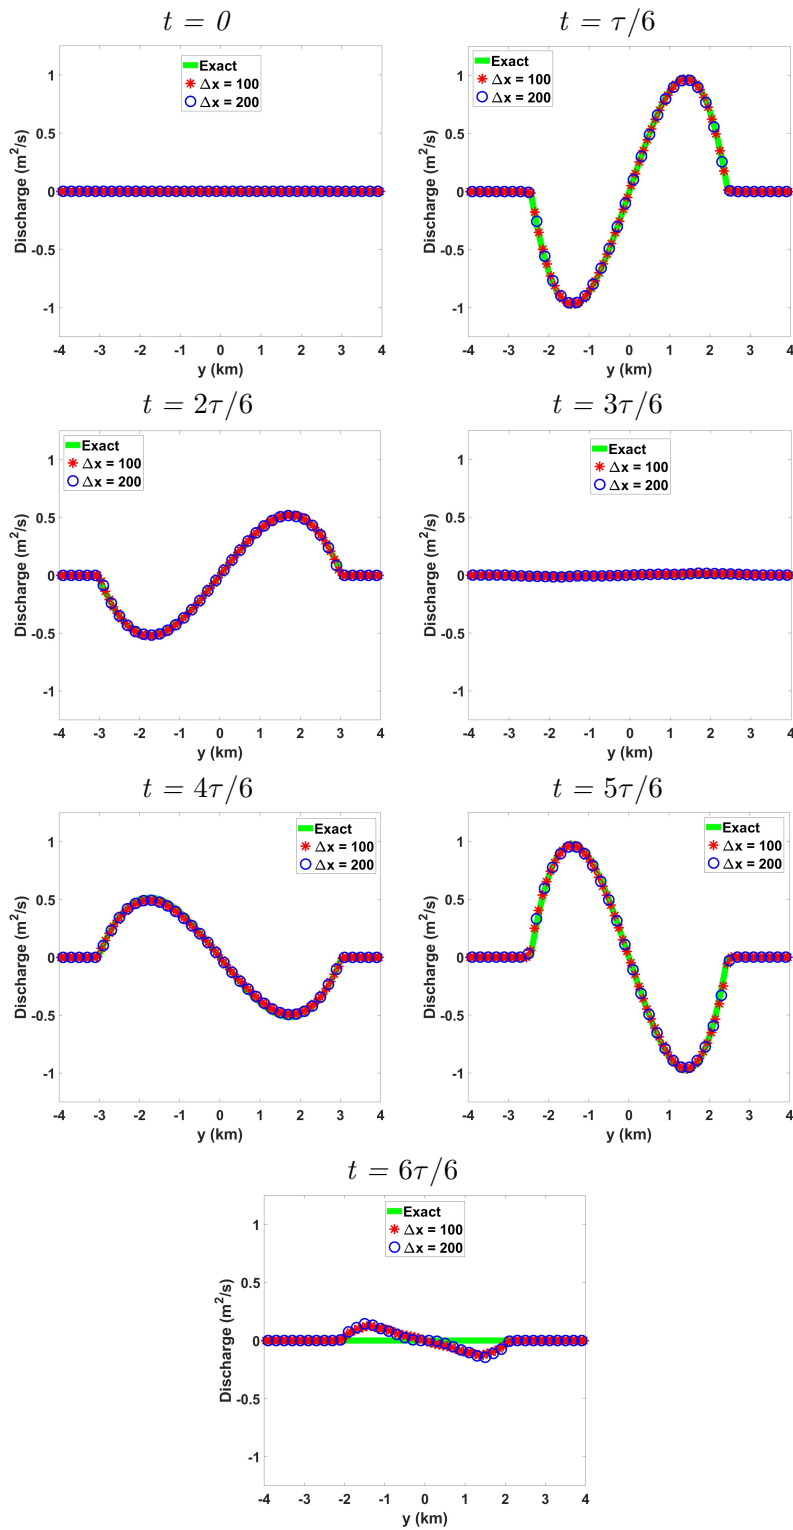 t = 0
Exact
Δx = 100
Δx = 200
1
0.5
0
-0.5
-1
Discharge (m²/s)
-4 -3 -2 -1 0 1 2 3 4
y (km)
t = τ/6
Exact
Δx = 100
Δx = 200
1
0.5
0
-0.5
-1
Discharge (m²/s)
-4 -3 -2 -1 0 1 2 3 4
y (km)
t = 2τ/6
Exact
Δx = 100
Δx = 200
1
0.5
0
-0.5
-1
Discharge (m²/s)
-4 -3 -2 -1 0 1 2 3 4
y (km)
t = 3τ/6
Exact
Δx = 100
Δx = 200
1
0.5
0
-0.5
-1
Discharge (m²/s)
-4 -3 -2 -1 0 1 2 3 4
y (km)
t = 4τ/6
Exact
Δx = 100
Δx = 200
1
0.5
0
-0.5
-1
Discharge (m²/s)
-4 -3 -2 -1 0 1 2 3 4
y (km)
t = 5τ/6
Exact
Δx = 100
Δx = 200
1
0.5
0
-0.5
-1
Discharge (m²/s)
-4 -3 -2 -1 0 1 2 3 4
y (km)
t = 6τ/6
Exact
Δx = 100
Δx = 200
1
0.5
0
-0.5
-1
Discharge (m²/s)
-4 -3 -2 -1 0 1 2 3 4
y (km)